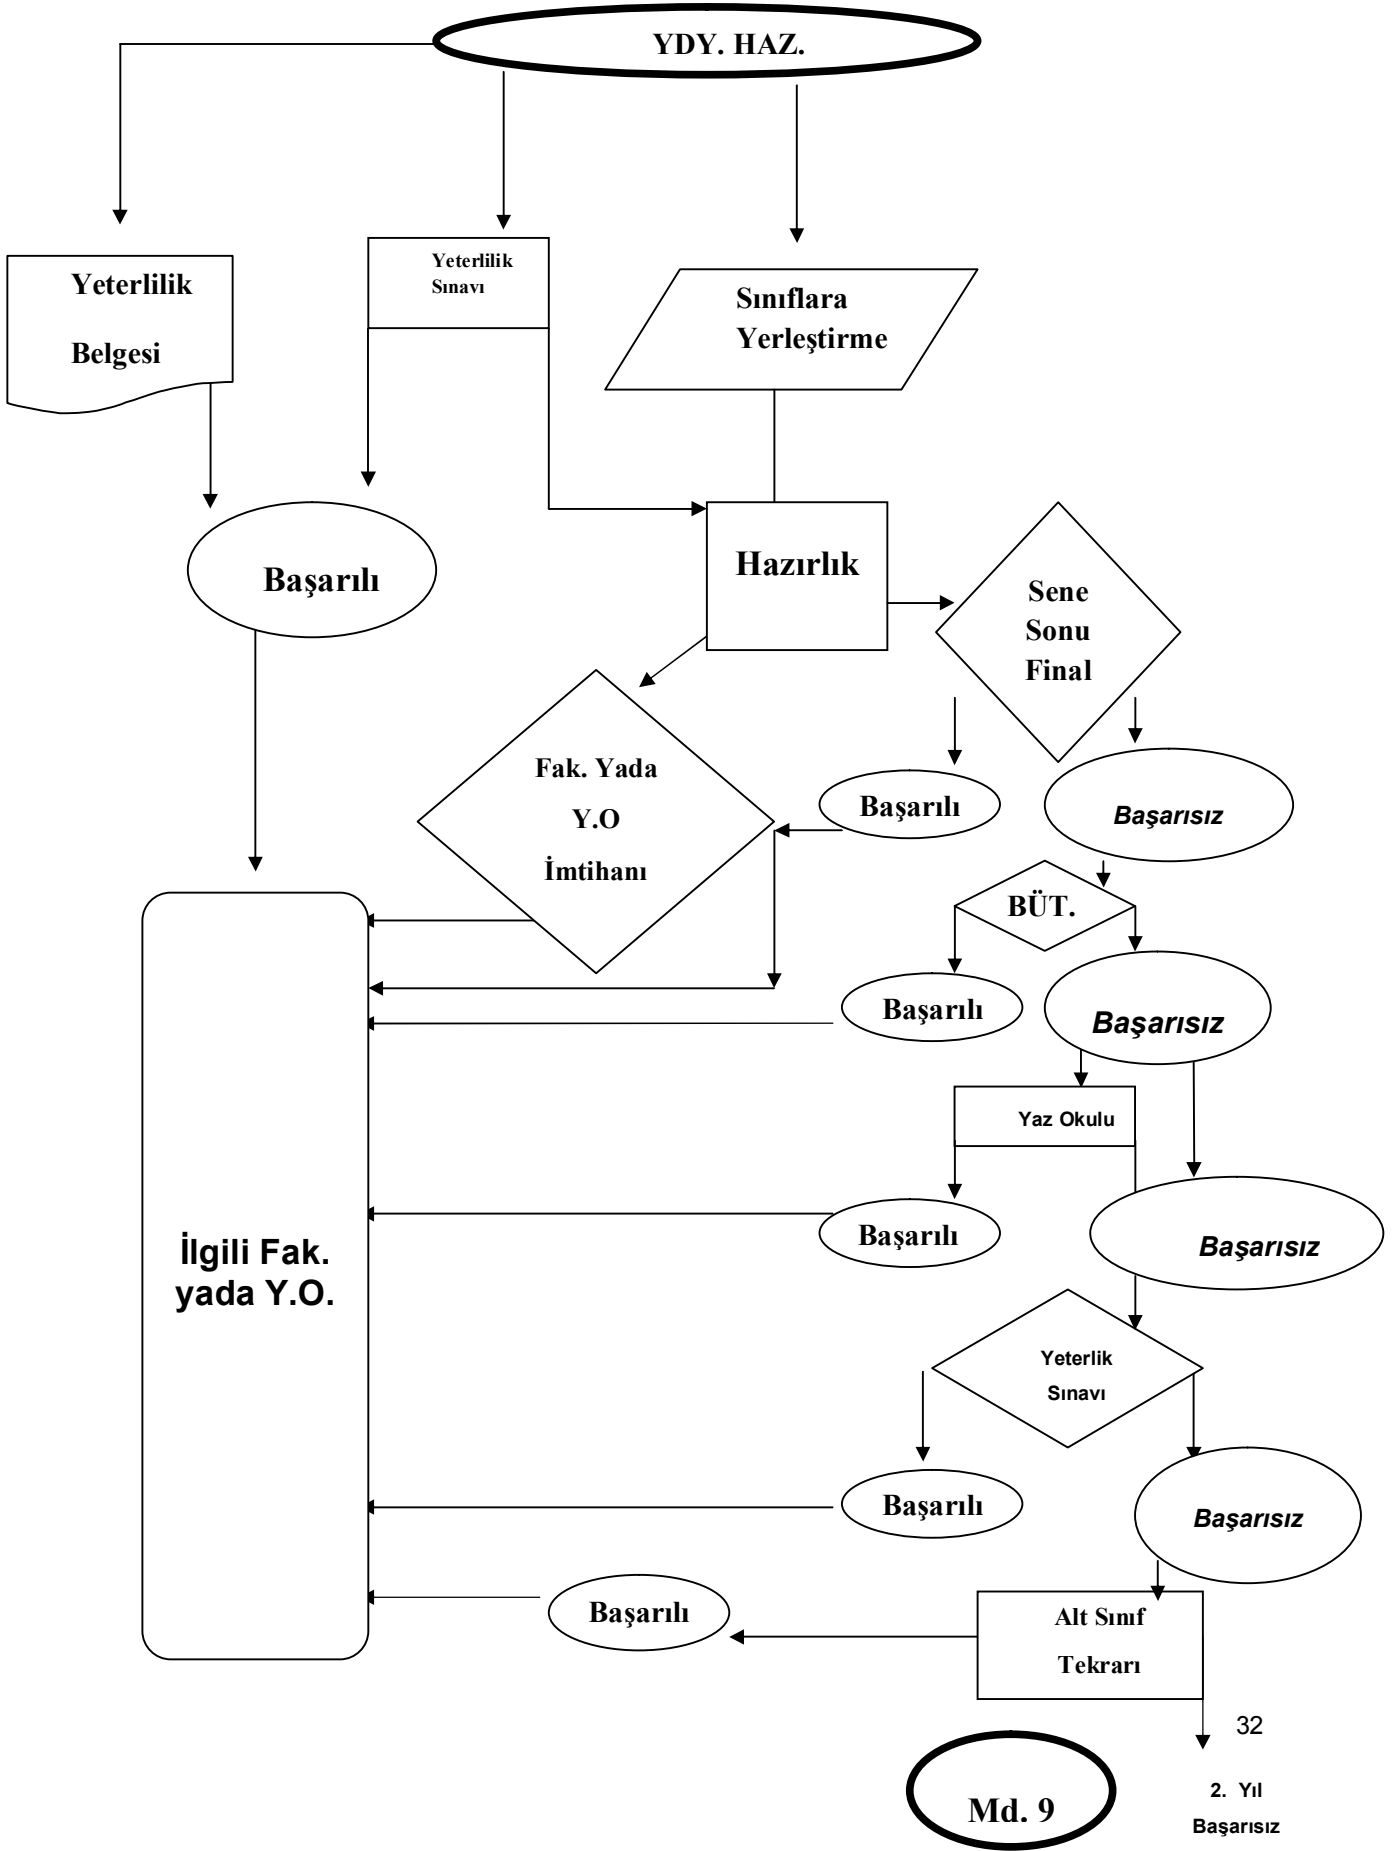 YDY. HAZ.
Yeterlilik
Belgesi
Yeterlilik
Sınavı
Sınıflara
Yerleştirme
Başarılı
Hazırlık
Sene
Sonu
Final
Fak. Yada
Y.O
İmtihanı
Başarılı
Başarısız
BÜT.
Başarılı
Başarısız
Yaz Okulu
Başarılı
Başarısız
İlgili Fak.
yada Y.O.
Yeterlik
Sınavı
Başarılı
Başarısız
Başarılı
Alt Sınıf
Tekrarı
32
Md. 9
2. Yıl
Başarısız